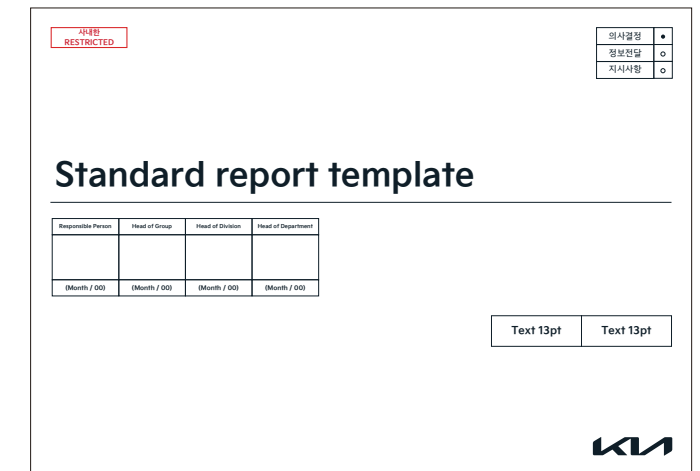 사내한
RESTRICTED
의사결정 ●
정보전달 ○
지시사항 ○
Standard report template
Responsible Person Head of Group Head of Division Head of Department
(Month / 00) (Month / 00) (Month / 00) (Month / 00)
Text 13pt Text 13pt
KIA